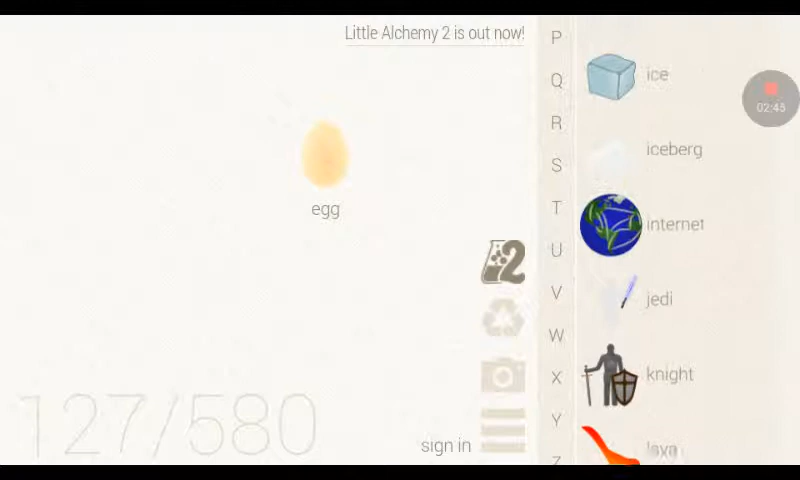 Little Alchemy 2 is out now!
egg
2
127/580
sign in
P
Q
R
S
T
U
V
W
X
Y
Z
ice
iceberg
internet
jedi
knight
lava
02:45